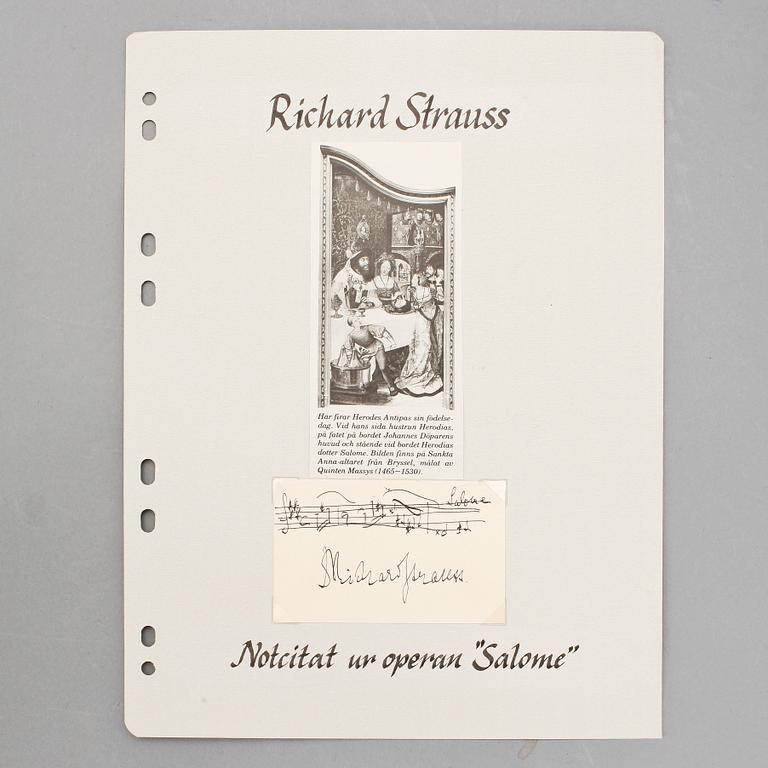 Richard Strauss
Här firar Herodes Antipas sin födelse-
dag. Vid hans sida hustrun Herodias,
på fatet på bordet Johannes Döparens
huvud och stående vid bordet Herodias
dotter Salome. Bilden finns på Sankta
Anna-altaret från Bryssel, målat av
Quinten Massys (1465–1530).
Salome
Richard Strauss
Notcitat ur operan "Salome"